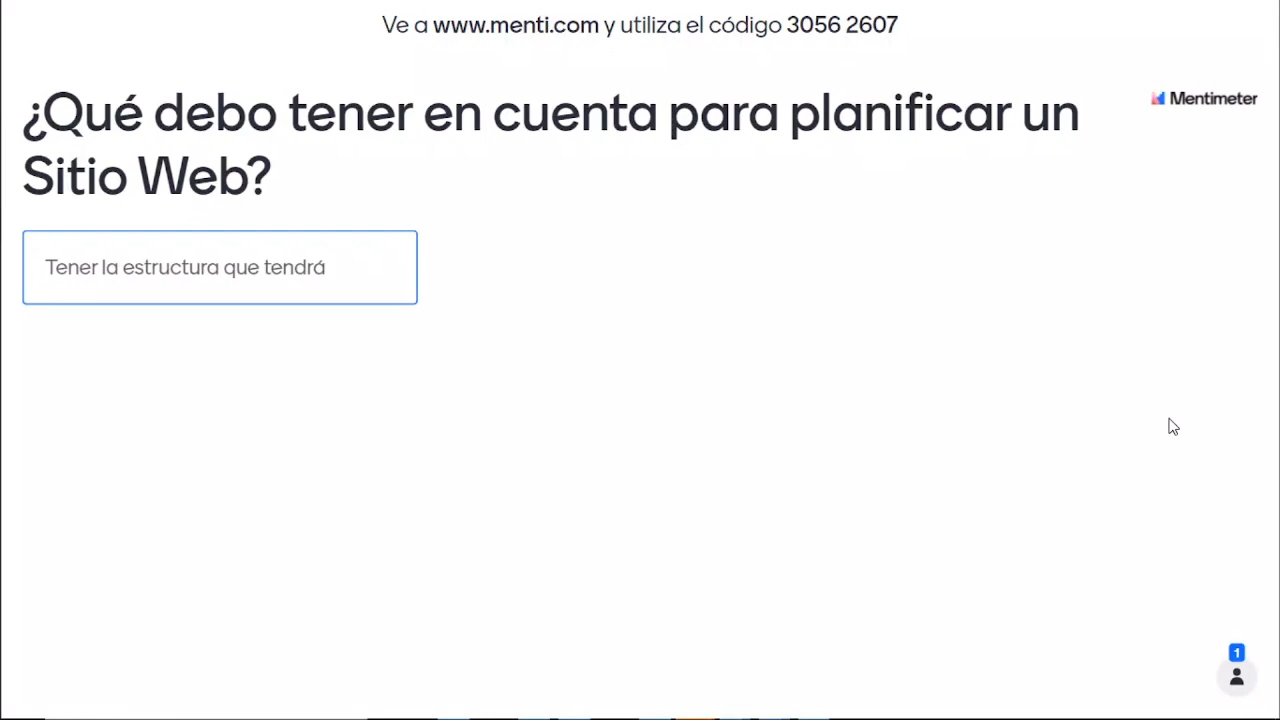 Ve a www.menti.com y utiliza el código 3056 2607
¿Qué debo tener en cuenta para planificar un
Sitio Web?
Mentimeter
Tener la estructura que tendrá
1